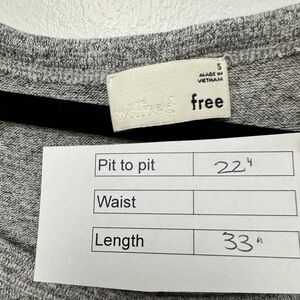 S
MADE IN
VIETNAM
wilfred free
Pit to pit 22"
Waist
Length 33"